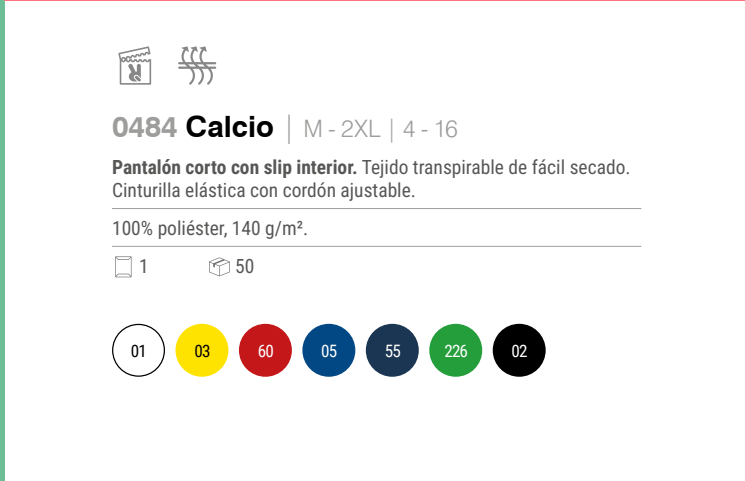 0484 Calcio | M - 2XL | 4 - 16
Pantalón corto con slip interior. Tejido transpirable de fácil secado.
Cinturilla elástica con cordón ajustable.
100% poliéster, 140 g/m².
1 50
01 03 60 05 55 226 02